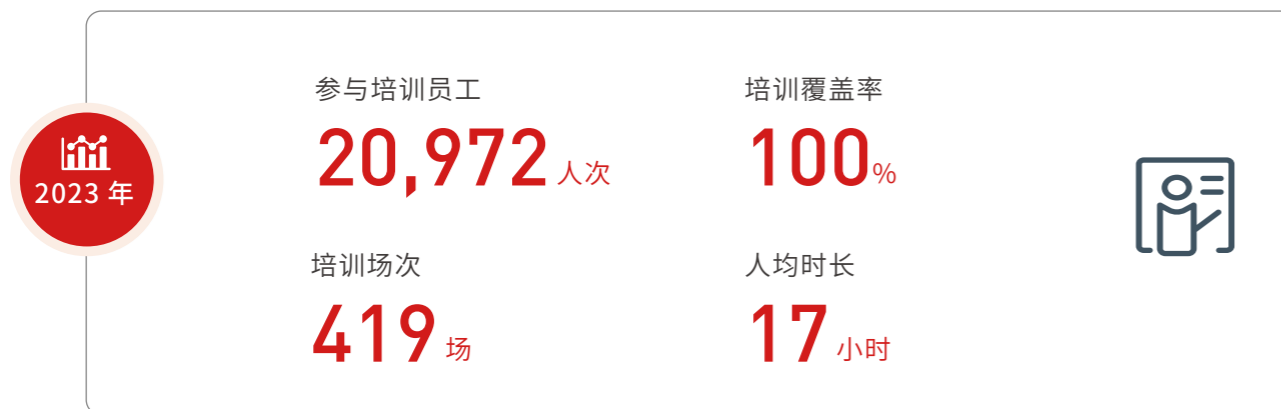 2023 年
参与培训员工
20,972 人次
培训覆盖率
100%
培训场次
419 场
人均时长
17 小时